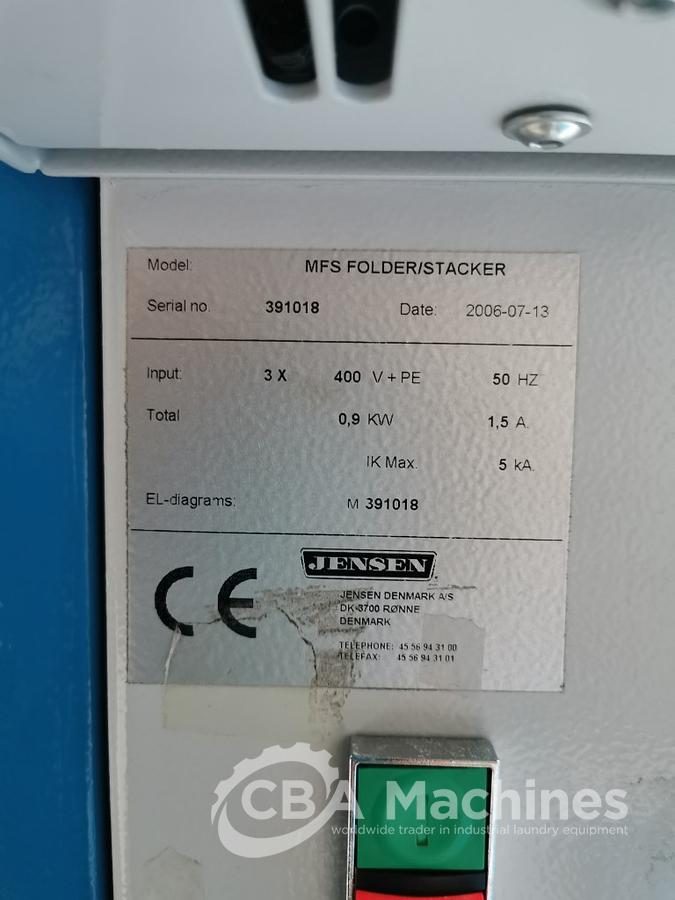 Model: MFS FOLDER/STACKER
Serial no. 391018 Date: 2006-07-13
Input: 3 X 400 V + PE 50 HZ
Total 0,9 KW 1,5 A.
IK Max. 5 kA.
EL-diagrams: M 391018
CE
JENSEN
JENSEN DENMARK A/S
DK-3700 RØNNE
DENMARK
TELEPHONE: 45 56 94 31 00
TELEFAX: 45 56 94 31 01
I
CBA Machines
worldwide trader in industrial laundry equipment